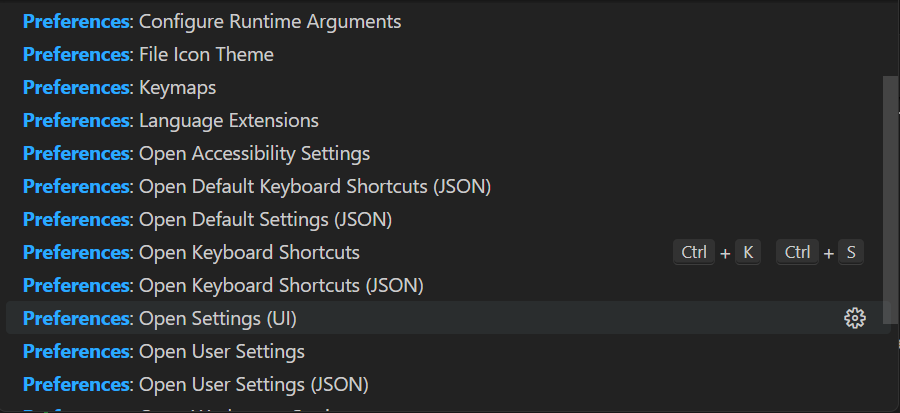 Preferences: Configure Runtime Arguments
Preferences: File Icon Theme
Preferences: Keymaps
Preferences: Language Extensions
Preferences: Open Accessibility Settings
Preferences: Open Default Keyboard Shortcuts (JSON)
Preferences: Open Default Settings (JSON)
Preferences: Open Keyboard Shortcuts Ctrl + K Ctrl + S
Preferences: Open Keyboard Shortcuts (JSON)
Preferences: Open Settings (UI)
Preferences: Open User Settings
Preferences: Open User Settings (JSON)